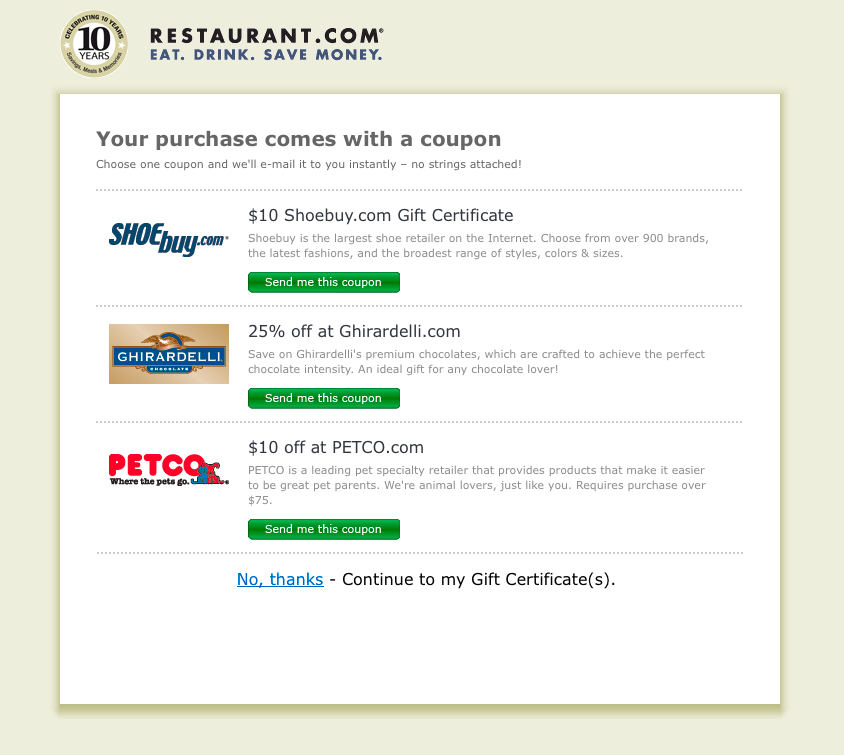 CELEBRATING 10 YEARS
10
YEARS
Savings, Meals & Memories
RESTAURANT.COM®
EAT. DRINK. SAVE MONEY.
Your purchase comes with a coupon
Choose one coupon and we'll e-mail it to you instantly – no strings attached!
SHOEbuy.com®
$10 Shoebuy.com Gift Certificate
Shoebuy is the largest shoe retailer on the Internet. Choose from over 900 brands,
the latest fashions, and the broadest range of styles, colors & sizes.
Send me this coupon
GHIRARDELLI
CHOCOLATE
25% off at Ghirardelli.com
Save on Ghirardelli's premium chocolates, which are crafted to achieve the perfect
chocolate intensity. An ideal gift for any chocolate lover!
Send me this coupon
PETCO
Where the pets go.
$10 off at PETCO.com
PETCO is a leading pet specialty retailer that provides products that make it easier
to be great pet parents. We're animal lovers, just like you. Requires purchase over
$75.
Send me this coupon
No, thanks - Continue to my Gift Certificate(s).